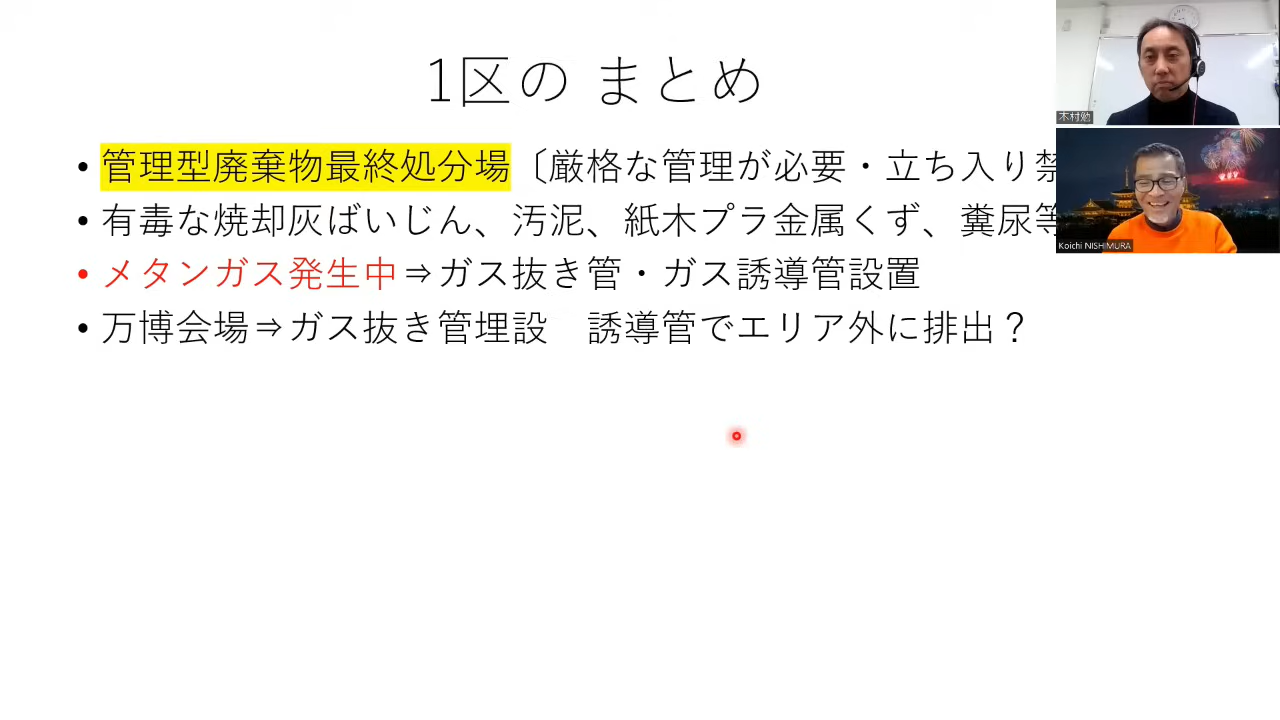 1区の まとめ
• 管理型廃棄物最終処分場〔厳格な管理が必要・立ち入り禁
• 有毒な焼却灰ばいじん、汚泥、紙木プラ金属くず、糞尿等
• メタンガス発生中⇒ガス抜き管・ガス誘導管設置
• 万博会場⇒ガス抜き管埋設　誘導管でエリア外に排出？
木村勉
Koichi NISHIMURA